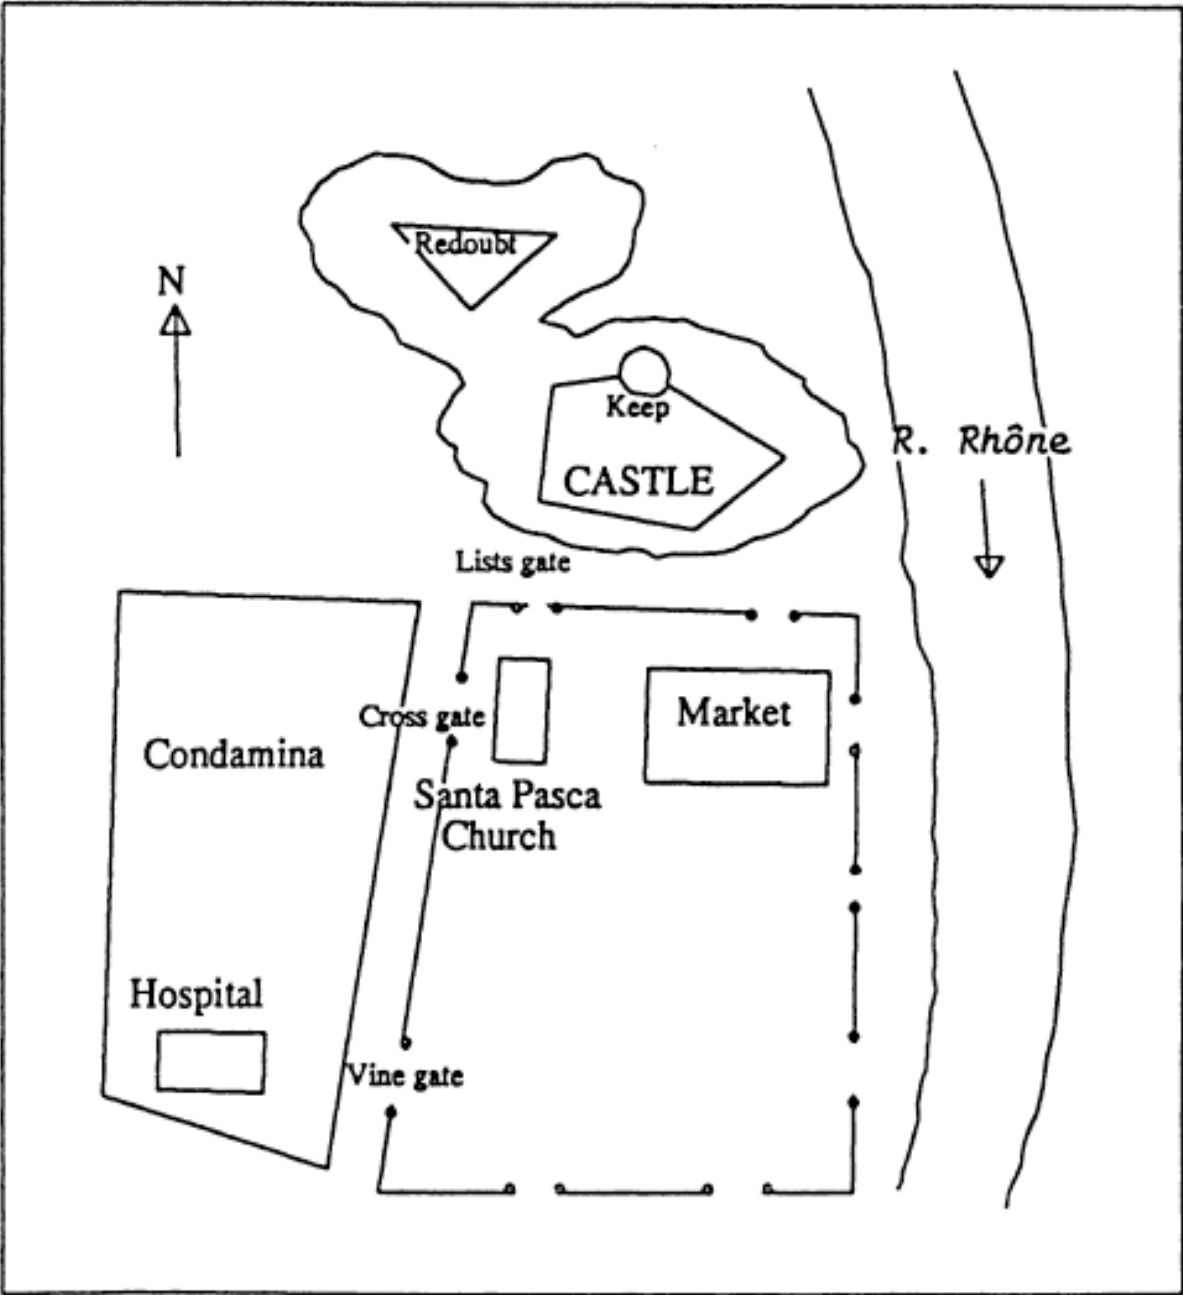 Redoubt
N
Keep
R. Rhône
CASTLE
Lists gate
Cross gate
Market
Condamina
Santa Pasca
Church
Hospital
Vine gate